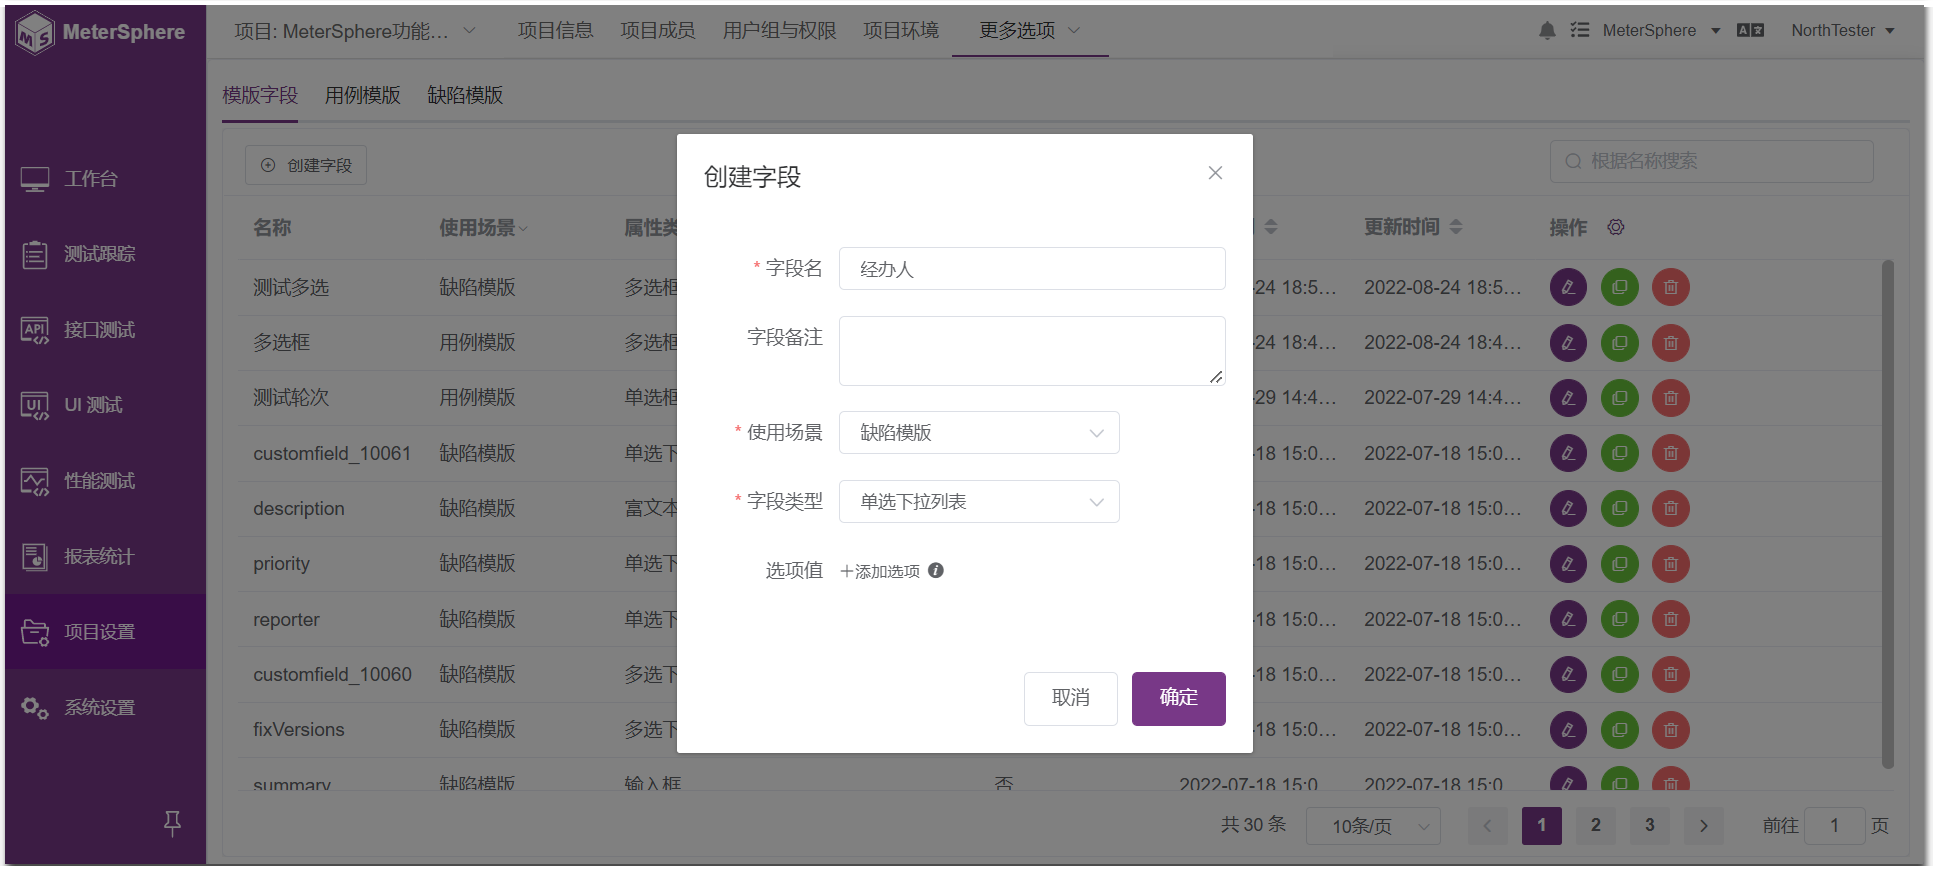 MeterSphere
项目: MeterSphere功能…
项目信息
项目成员
用户组与权限
项目环境
更多选项
MeterSphere
NorthTester
模版字段
用例模版
缺陷模版
工作台
测试跟踪
API 接口测试
UI UI 测试
性能测试
报表统计
项目设置
系统设置
创建字段
根据名称搜索
名称 使用场景 属性类 更新时间 操作
测试多选 缺陷模版 多选框 -24 18:5… 2022-08-24 18:5…
多选框 用例模版 多选框 -24 18:4… 2022-08-24 18:4…
测试轮次 用例模版 单选框 -29 14:4… 2022-07-29 14:4…
customfield_10061 缺陷模版 单选下 -18 15:0… 2022-07-18 15:0…
description 缺陷模版 富文本 -18 15:0… 2022-07-18 15:0…
priority 缺陷模版 单选下 -18 15:0… 2022-07-18 15:0…
reporter 缺陷模版 单选下 -18 15:0… 2022-07-18 15:0…
customfield_10060 缺陷模版 多选下 -18 15:0… 2022-07-18 15:0…
fixVersions 缺陷模版 多选下 -18 15:0… 2022-07-18 15:0…
summary 缺陷模版 输入框 否 2022-07-18 15:0 2022-07-18 15:0
创建字段
* 字段名 经办人
字段备注
* 使用场景 缺陷模版
* 字段类型 单选下拉列表
选项值 +添加选项
取消 确定
共 30 条 10条/页 1 2 3 前往 1 页